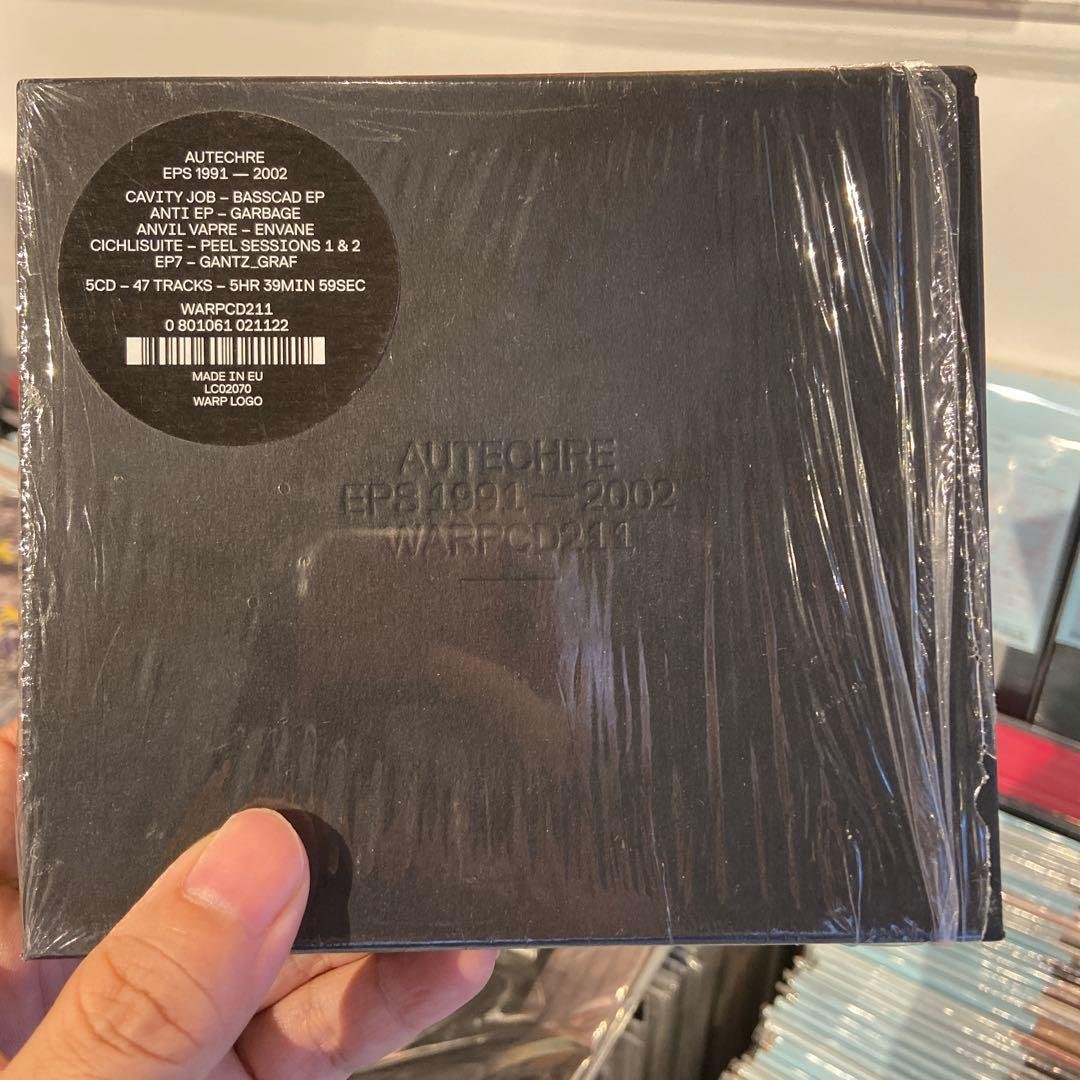 AUTECHRE
EPS 1991 — 2002
CAVITY JOB – BASSCAD EP
ANTI EP – GARBAGE
ANVIL VAPRE – ENVANE
CICHLISUITE – PEEL SESSIONS 1 & 2
EP7 – GANTZ_GRAF
5CD – 47 TRACKS – 5HR 39MIN 59SEC
WARPCD211
0 801061 021122
MADE IN EU
LC02070
WARP LOGO
AUTECHRE
EPS 1991 — 2002
WARPCD211